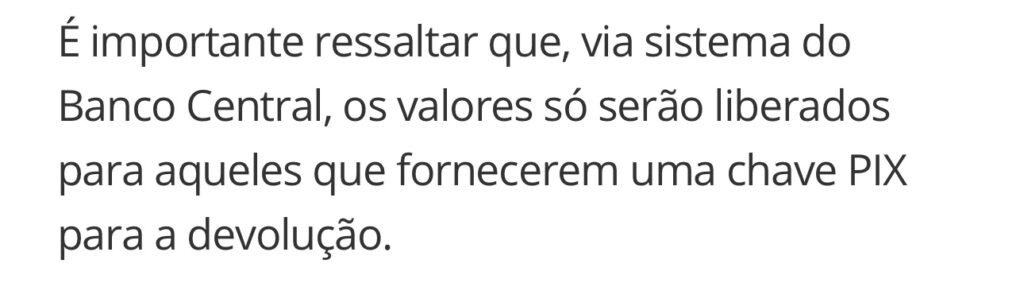 É importante ressaltar que, via sistema do
Banco Central, os valores só serão liberados
para aqueles que fornecerem uma chave PIX
para a devolução.